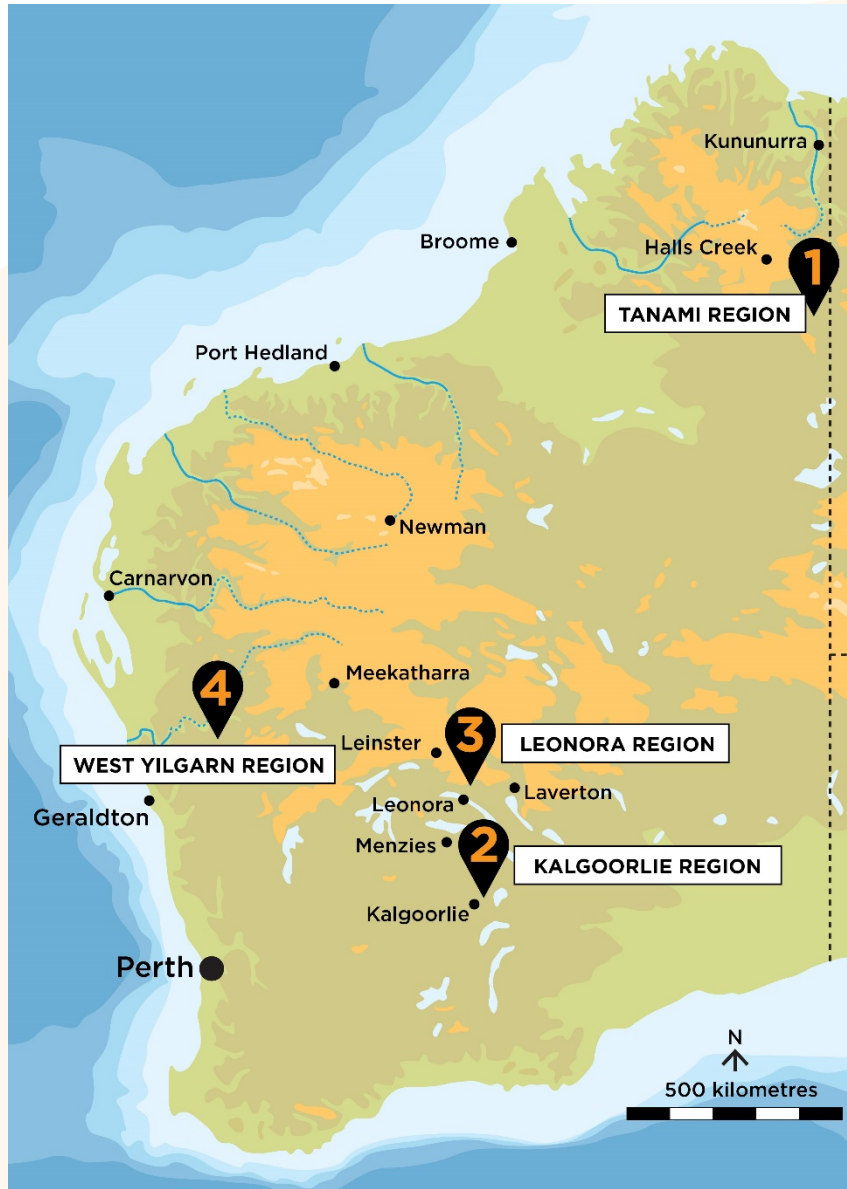 Kununurra
Broome
Halls Creek
1
TANAMI REGION
Port Hedland
Newman
Carnarvon
4
Meekatharra
3
Leinster
LEONORA REGION
WEST YILGARN REGION
Laverton
Leonora
Geraldton
2
Menzies
KALGOORLIE REGION
Kalgoorlie
Perth
N
500 kilometres